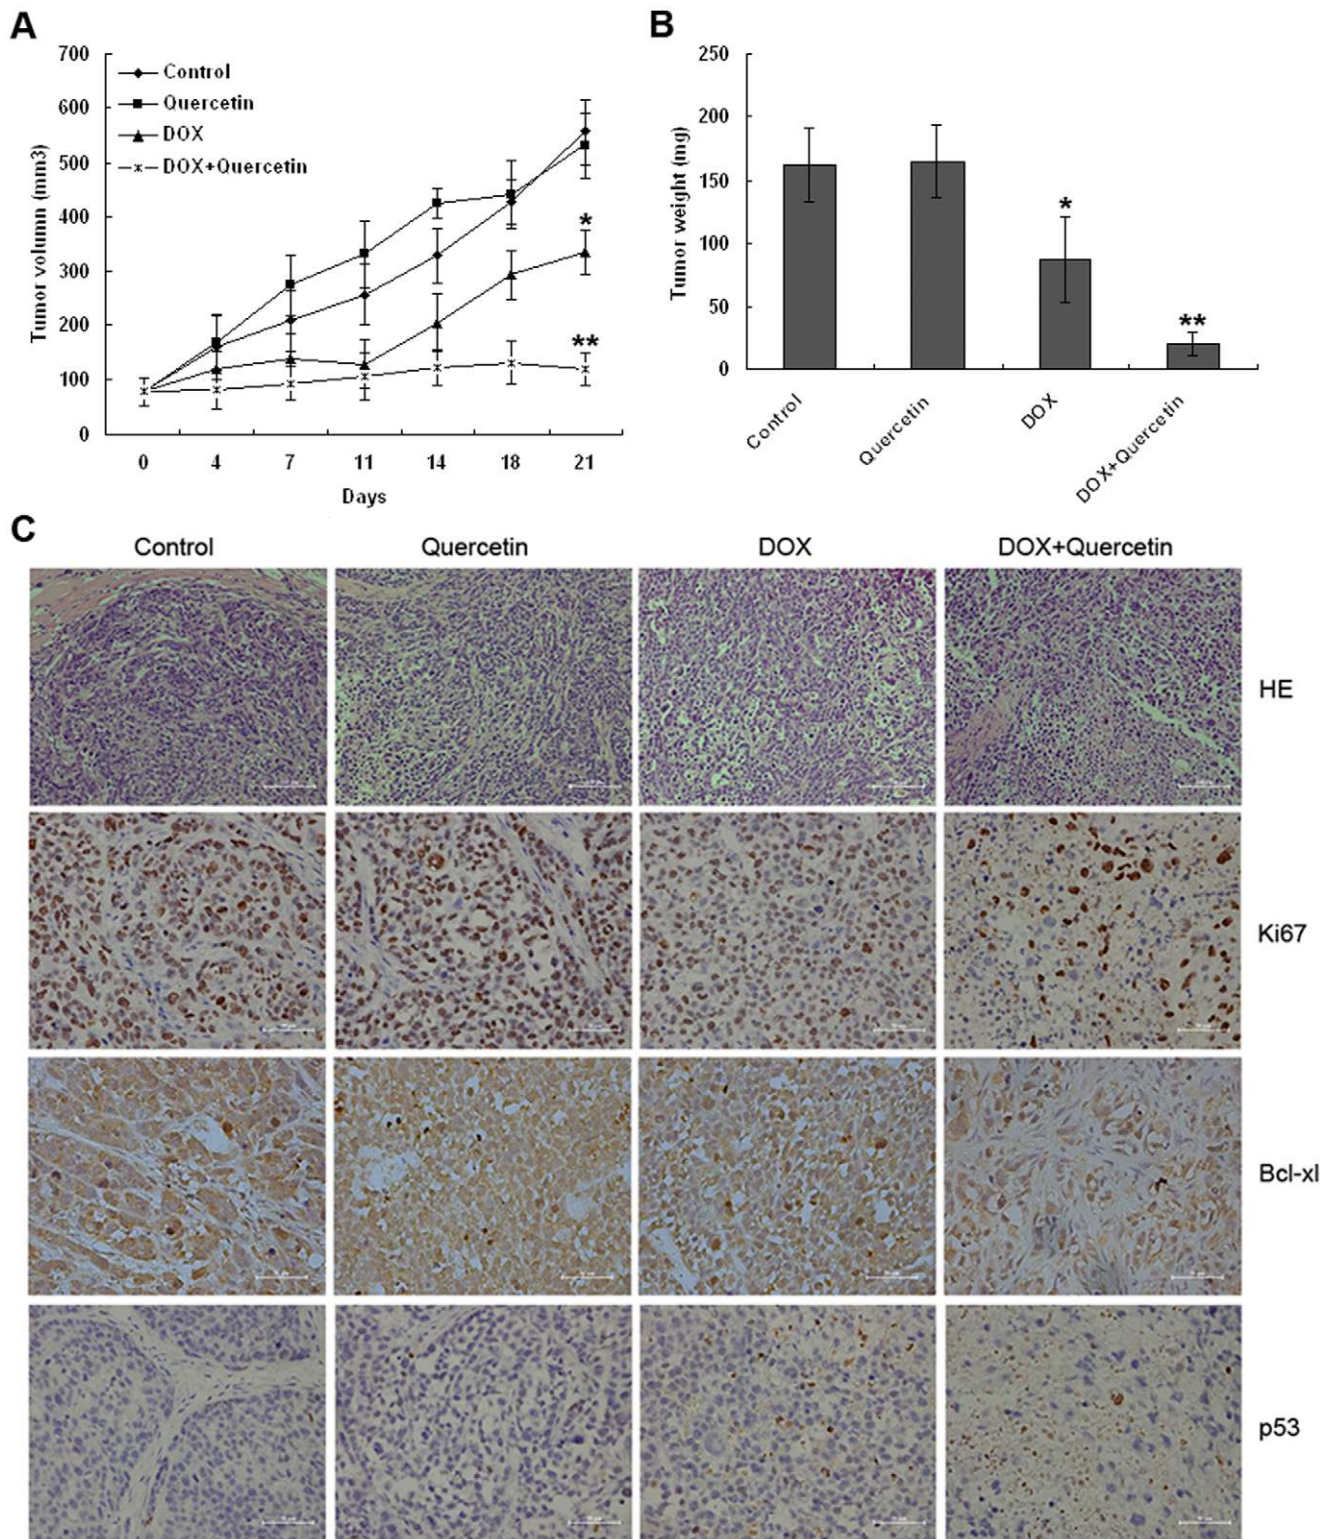 A
B
700
600
500
400
300
200
100
0
Tumor volumn (mm3)
Control
Quercetin
DOX
DOX+Quercetin
*
**
0 4 7 11 14 18 21
Days
250
200
150
100
50
0
Tumor weight (mg)
*
**
Control
Quercetin
DOX
DOX+Quercetin
C
Control Quercetin DOX DOX+Quercetin
HE
Ki67
Bcl-xl
p53